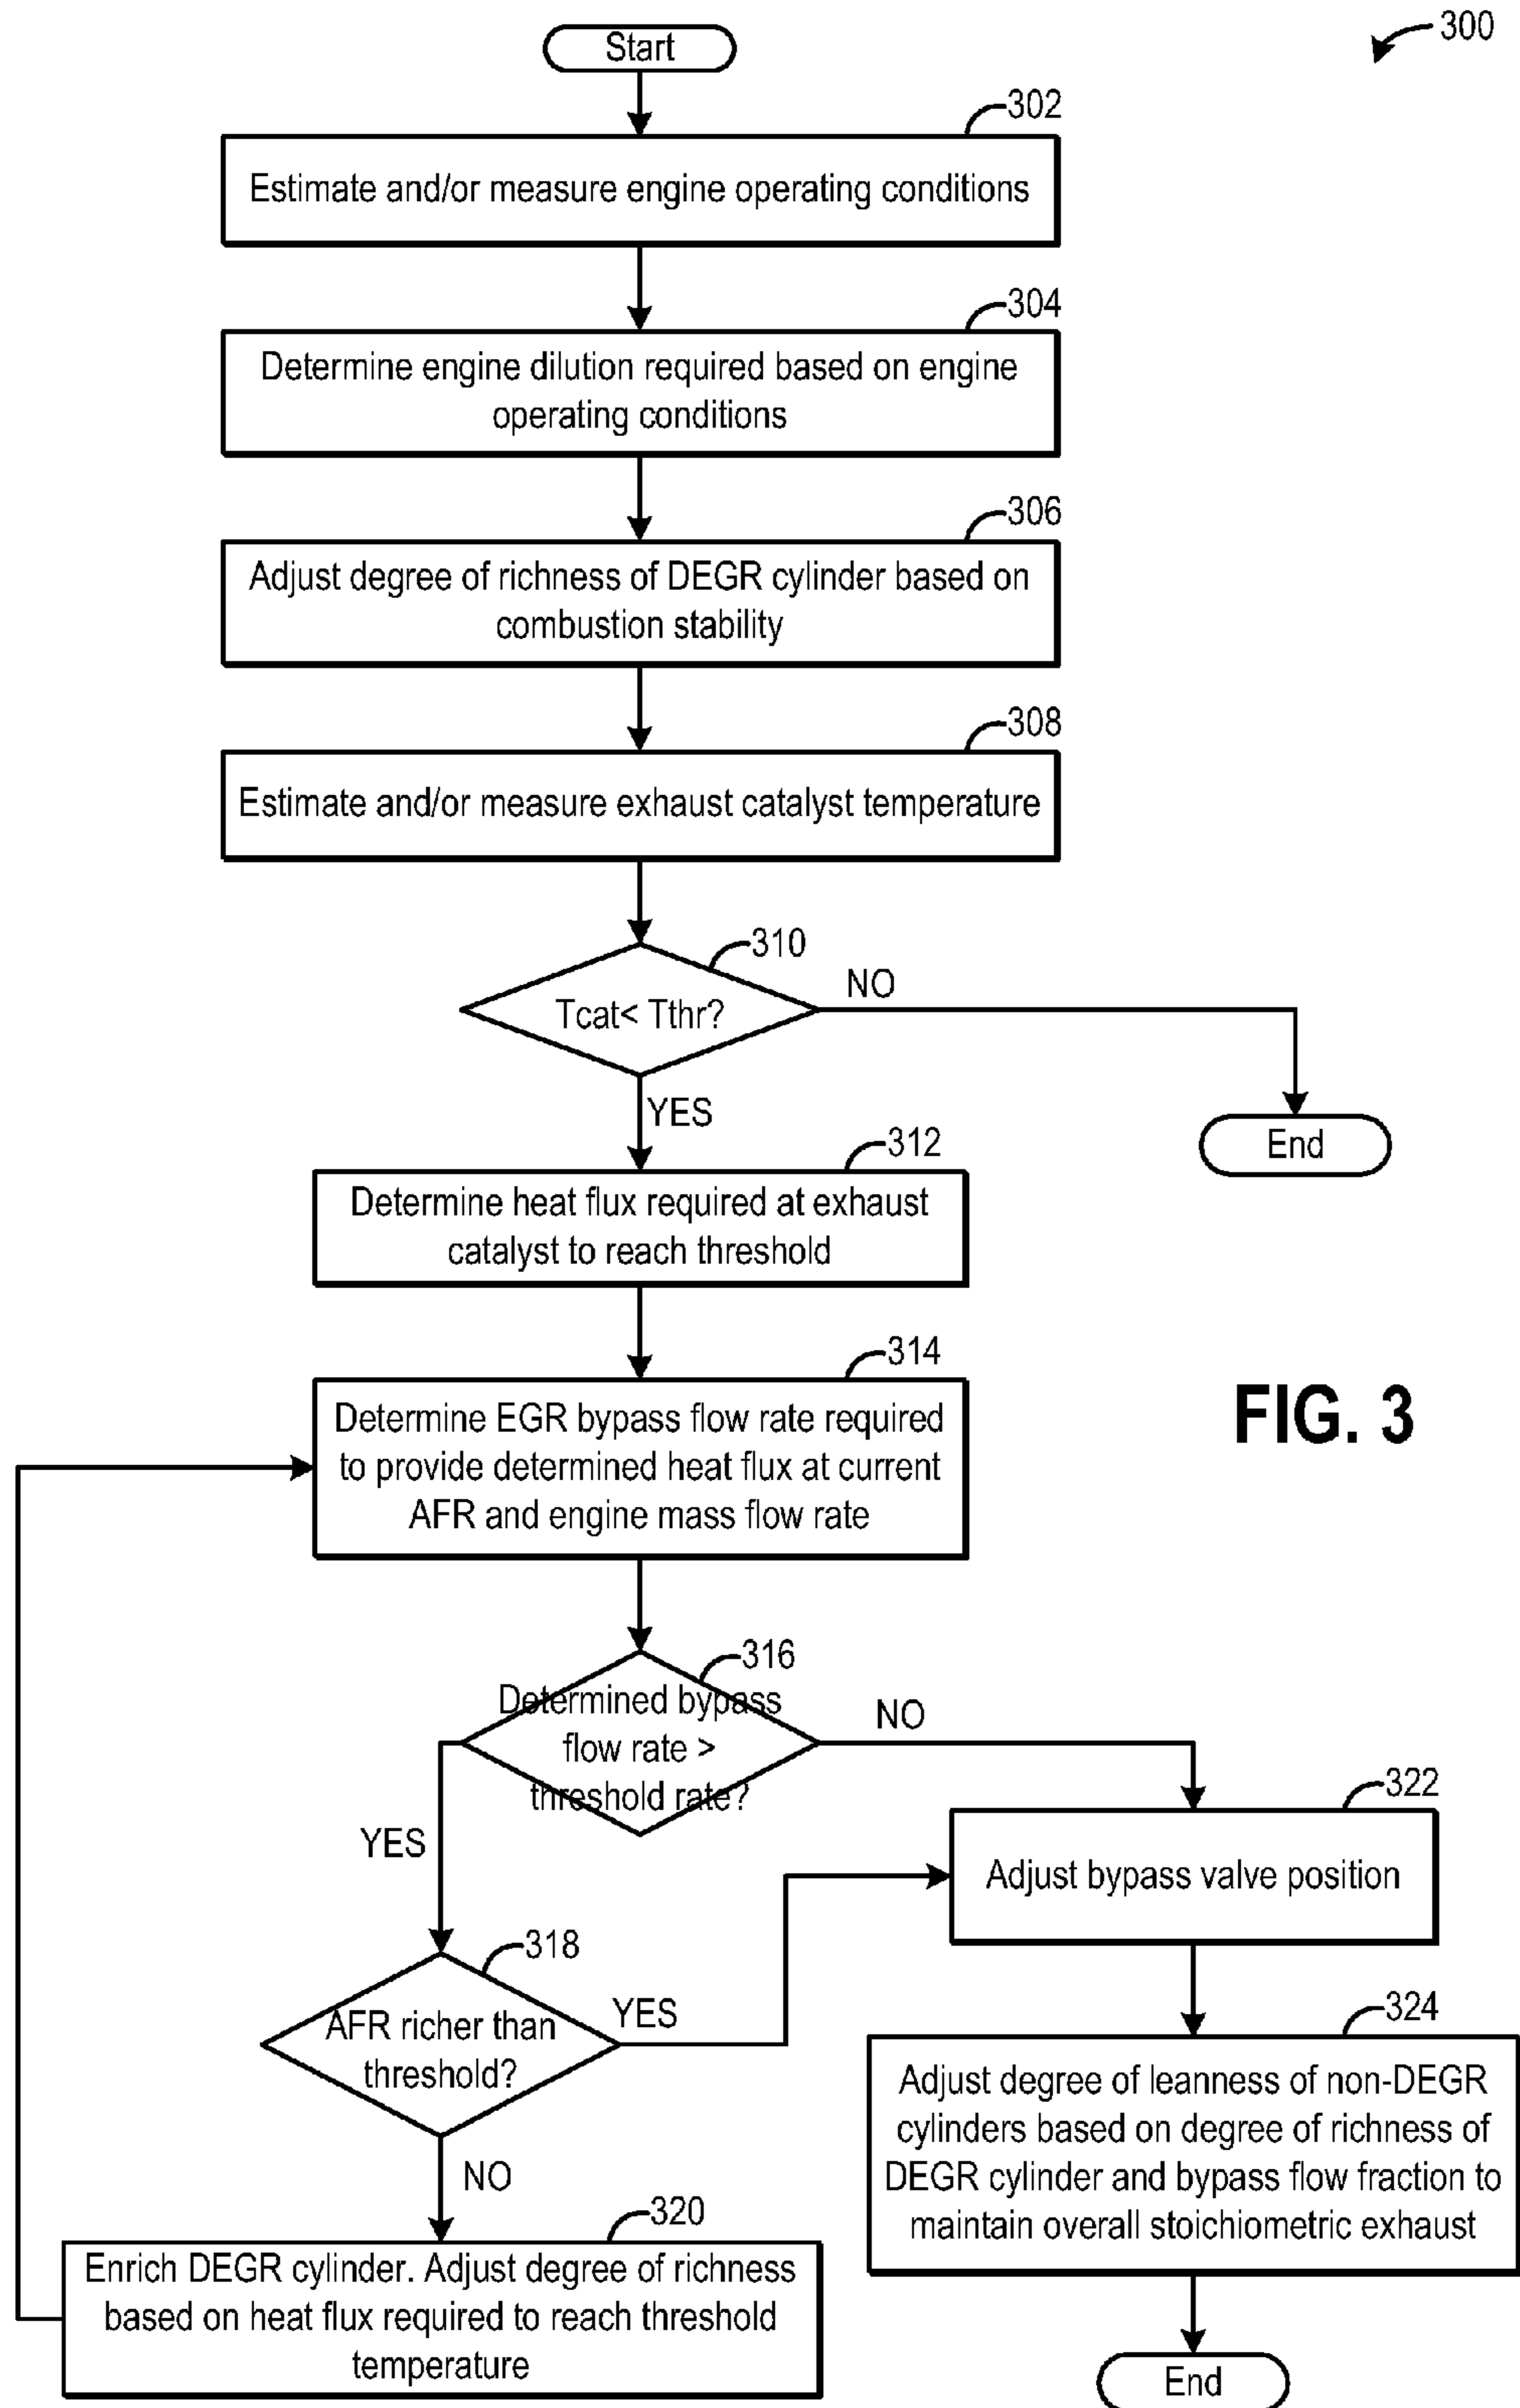 300
Start
302
Estimate and/or measure engine operating conditions
304
Determine engine dilution required based on engine
operating conditions
306
Adjust degree of richness of DEGR cylinder based on
combustion stability
308
Estimate and/or measure exhaust catalyst temperature
310
Tcat< Tthr?
NO
YES
End
312
Determine heat flux required at exhaust
catalyst to reach threshold
314
Determine EGR bypass flow rate required
to provide determined heat flux at current
AFR and engine mass flow rate
FIG. 3
316
Determined bypass
flow rate >
threshold rate?
NO
YES
322
Adjust bypass valve position
318
AFR richer than
threshold?
YES
NO
324
Adjust degree of leanness of non-DEGR
cylinders based on degree of richness of
DEGR cylinder and bypass flow fraction to
maintain overall stoichiometric exhaust
320
Enrich DEGR cylinder. Adjust degree of richness
based on heat flux required to reach threshold
temperature
End